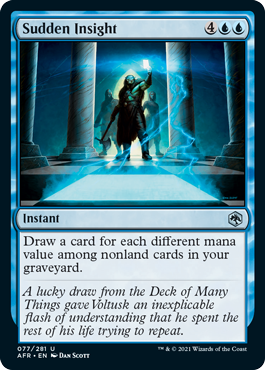 Sudden Insight 4
Instant
Draw a card for each different mana
value among nonland cards in your
graveyard.
A lucky draw from the Deck of Many
Things gave Voltusk an inexplicable
flash of understanding that he spent the
rest of his life trying to repeat.
077/281 U
AFR • EN Dan Scott
™ & © 2021 Wizards of the Coast